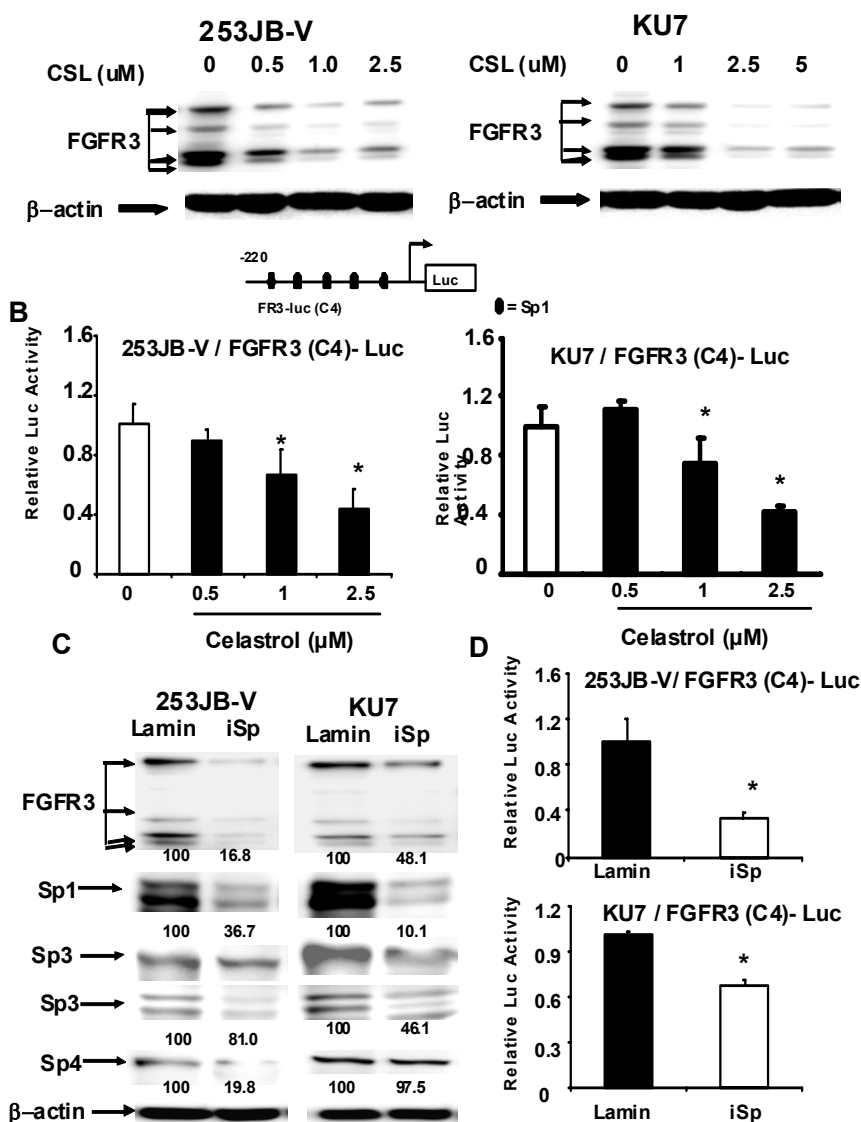 253JB-V
CSL (uM) 0 0.5 1.0 2.5
FGFR3
β−actin
KU7
CSL (uM) 0 1 2.5 5
FGFR3
β−actin
-220
Luc
FR3-luc (C4)
= Sp1
B
253JB-V / FGFR3 (C4)- Luc
Relative Luc Activity
1.6
1.2
0.8
0.4
0
0 0.5 1 2.5
* *
Celastrol (µM)
KU7 / FGFR3 (C4)- Luc
Relative Luc
Activity
1.6
1.2
0.8
0.4
0
0 0.5 1 2.5
* *
Celastrol (µM)
C
253JB-V KU7
Lamin iSp Lamin iSp
FGFR3
100 16.8 100 48.1
Sp1
100 36.7 100 10.1
Sp3
Sp3
100 81.0 100 46.1
Sp4
100 19.8 100 97.5
β−actin
D
253JB-V/ FGFR3 (C4)- Luc
Relative Luc Activity
1.6
1.2
0.8
0.4
0
*
Lamin iSp
KU7 / FGFR3 (C4)- Luc
Relative Luc Activity
1.2
0.9
0.6
0.3
0
*
Lamin iSp